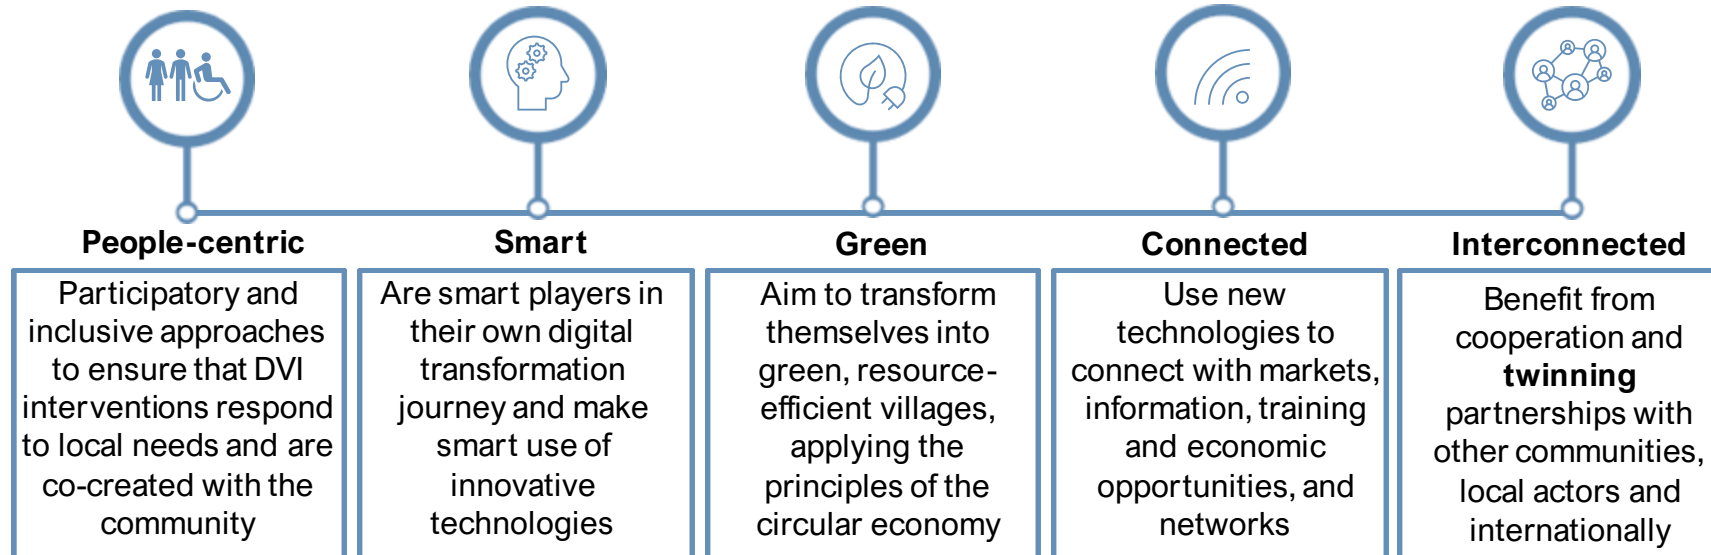 People-centric
Participatory and
inclusive approaches
to ensure that DVI
interventions respond
to local needs and are
co-created with the
community
Smart
Are smart players in
their own digital
transformation
journey and make
smart use of
innovative
technologies
Green
Aim to transform
themselves into
green, resource-
efficient villages,
applying the
principles of the
circular economy
Connected
Use new
technologies to
connect with markets,
information, training
and economic
opportunities, and
networks
Interconnected
Benefit from
cooperation and
twinning
partnerships with
other communities,
local actors and
internationally